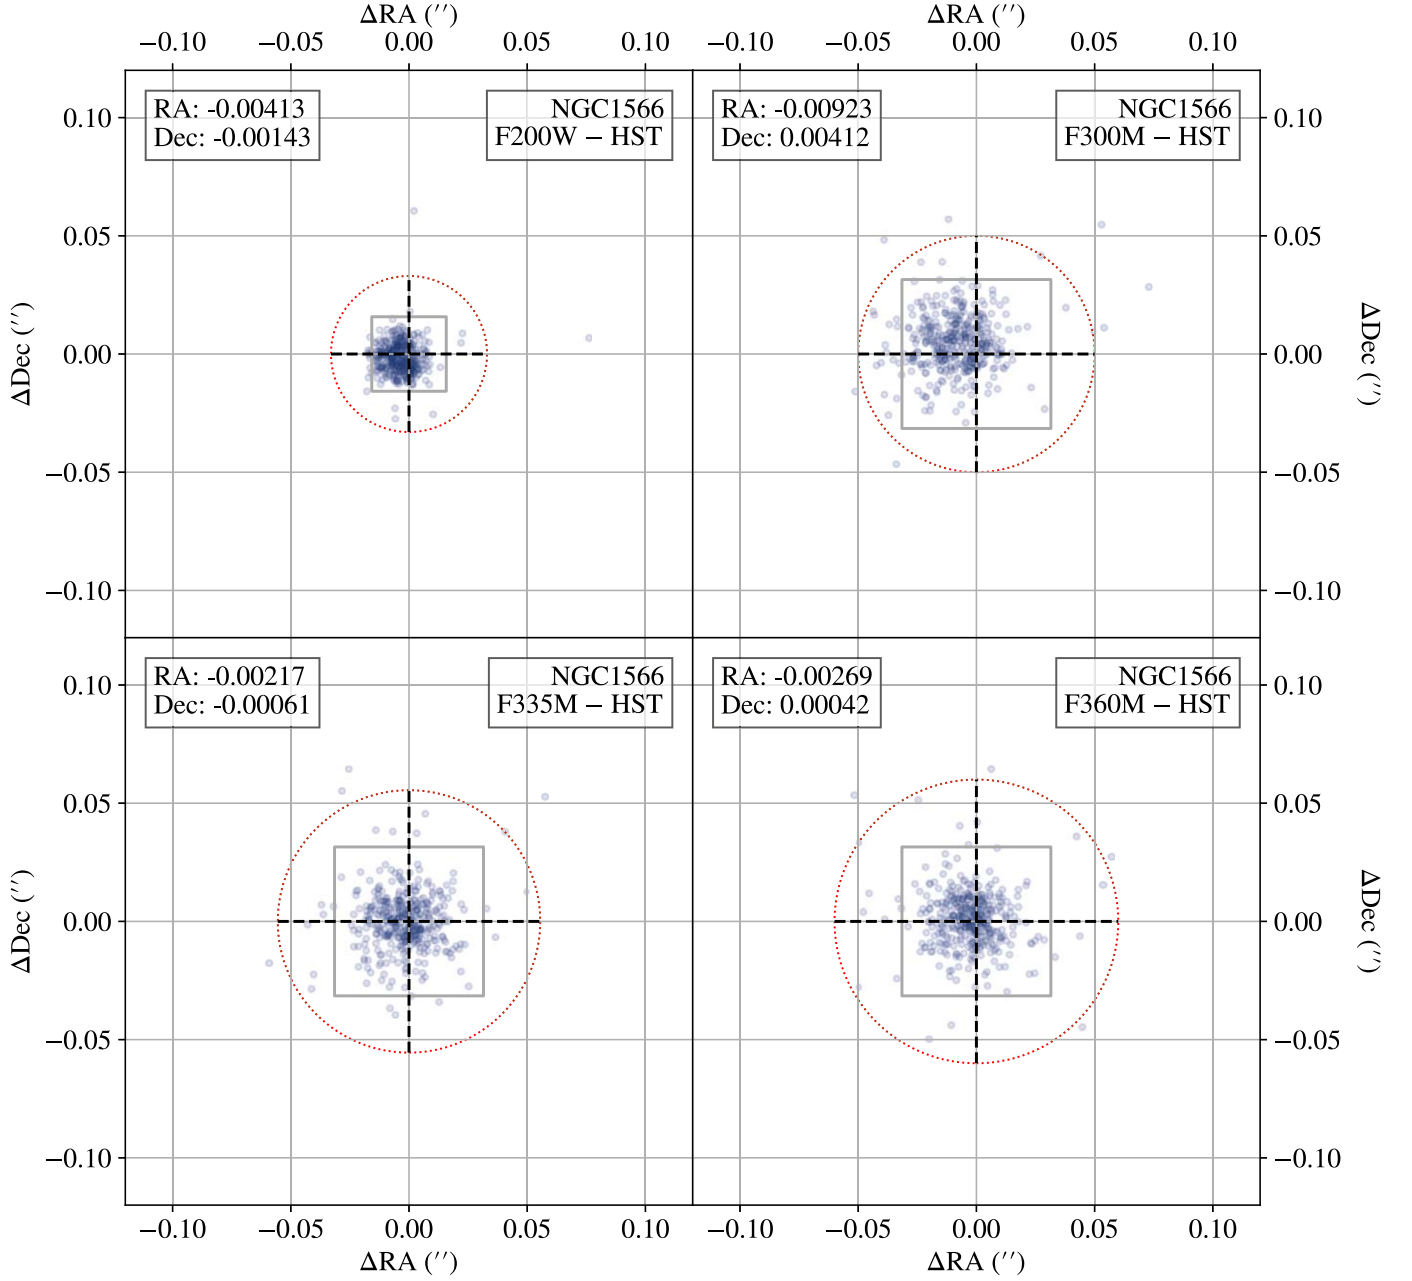 ΔRA (′′)
ΔRA (′′)
−0.10 −0.05 0.00 0.05 0.10
−0.10 −0.05 0.00 0.05 0.10
RA: -0.00413
Dec: -0.00143
NGC1566
F200W − HST
RA: -0.00923
Dec: 0.00412
NGC1566
F300M − HST
0.10
0.05
0.00
−0.05
−0.10
ΔDec (′′)
0.10
0.05
0.00
−0.05
−0.10
ΔDec (′′)
RA: -0.00217
Dec: -0.00061
NGC1566
F335M − HST
RA: -0.00269
Dec: 0.00042
NGC1566
F360M − HST
0.10
0.05
0.00
−0.05
−0.10
ΔDec (′′)
0.10
0.05
0.00
−0.05
−0.10
ΔDec (′′)
−0.10 −0.05 0.00 0.05 0.10
−0.10 −0.05 0.00 0.05 0.10
ΔRA (′′)
ΔRA (′′)